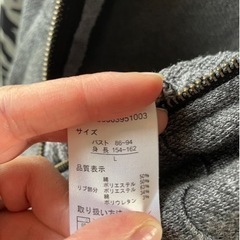 サイズ
バスト 86-94
身長 154-162
L
品質表示
綿
ポリエステル
リブ部分 ポリエステル
綿
ポリウレタン
取り扱い方は